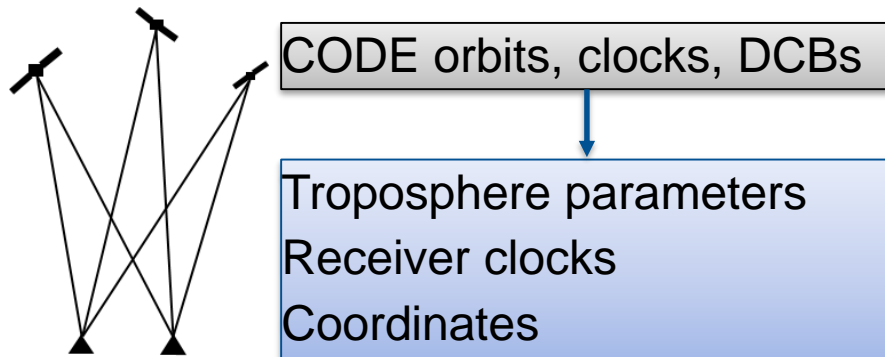 CODE orbits, clocks, DCBs
Troposphere parameters
Receiver clocks
Coordinates